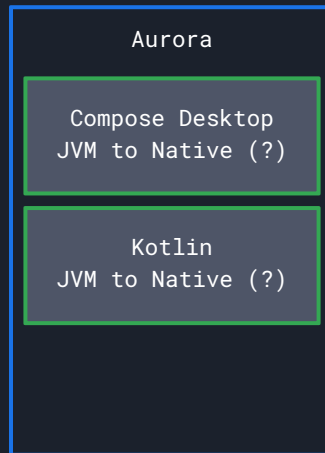 Aurora
Compose Desktop
JVM to Native (?)
Kotlin
JVM to Native (?)